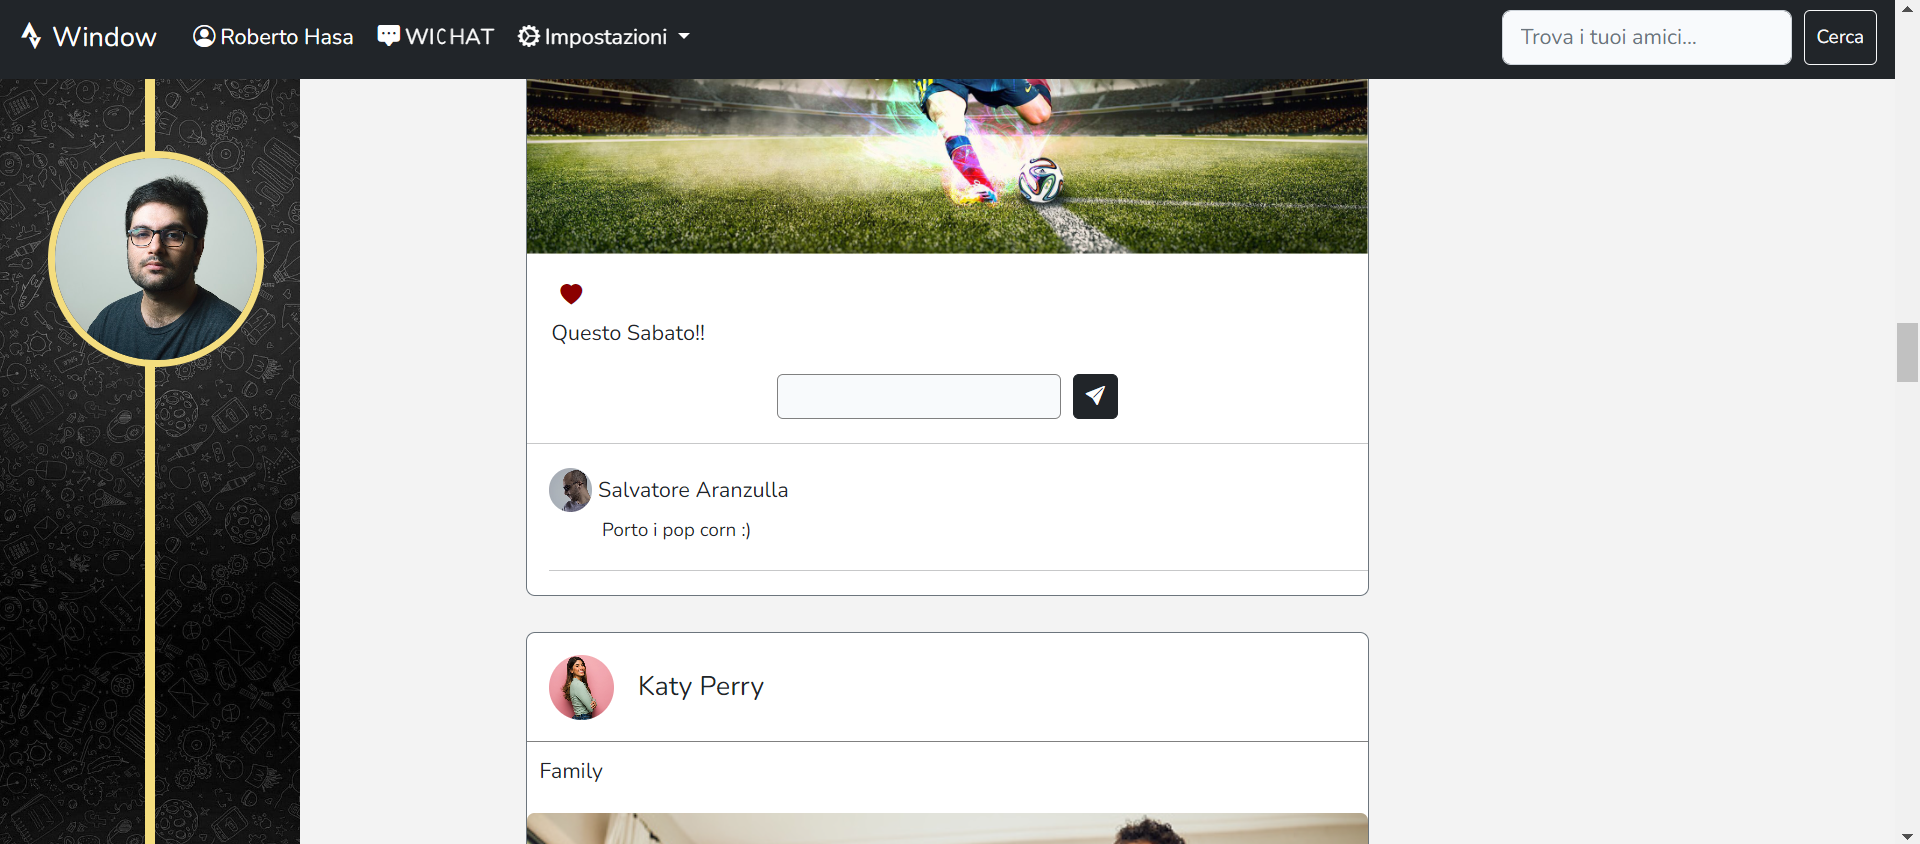 Window
Roberto Hasa
WICHAT
Impostazioni
Trova i tuoi amici...
Cerca
Questo Sabato!!
Salvatore Aranzulla
Porto i pop corn :)
Katy Perry
Family